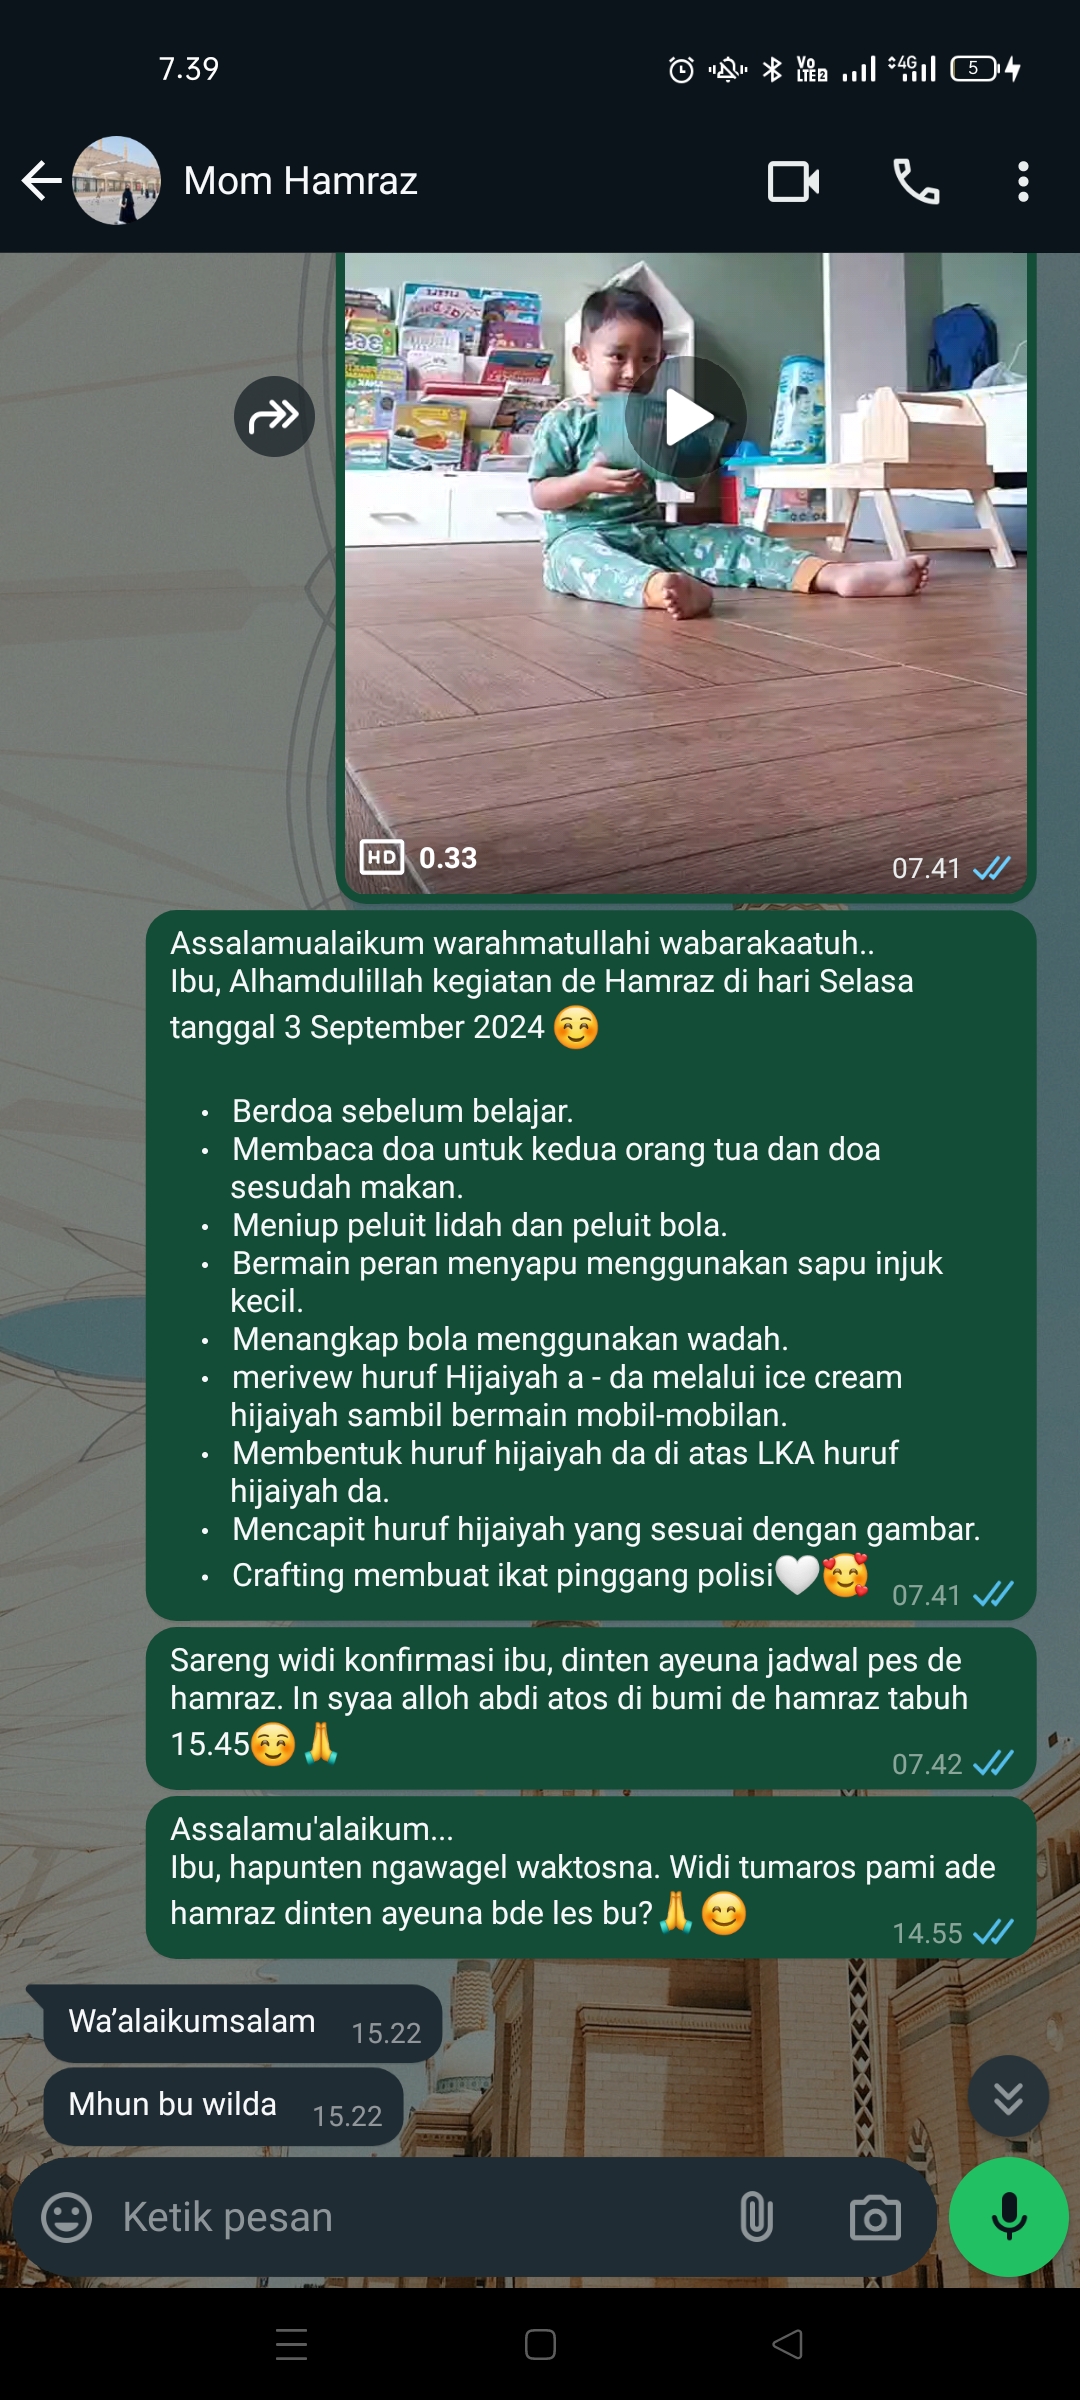 7.39
Vo
LTE 2
4G
5
Mom Hamraz
LITTLE
365
HD 0.33
07.41
Assalamualaikum warahmatullahi wabarakaatuh..
Ibu, Alhamdulillah kegiatan de Hamraz di hari Selasa
tanggal 3 September 2024 😊
• Berdoa sebelum belajar.
• Membaca doa untuk kedua orang tua dan doa
sesudah makan.
• Meniup peluit lidah dan peluit bola.
• Bermain peran menyapu menggunakan sapu injuk
kecil.
• Menangkap bola menggunakan wadah.
• merivew huruf Hijaiyah a - da melalui ice cream
hijaiyah sambil bermain mobil-mobilan.
• Membentuk huruf hijaiyah da di atas LKA huruf
hijaiyah da.
• Mencapit huruf hijaiyah yang sesuai dengan gambar.
• Crafting membuat ikat pinggang polisi🤍🥰
07.41
Sareng widi konfirmasi ibu, dinten ayeuna jadwal pes de
hamraz. In syaa alloh abdi atos di bumi de hamraz tabuh
15.45☺️🙏
07.42
Assalamu'alaikum...
Ibu, hapunten ngawagel waktosna. Widi tumaros pami ade
hamraz dinten ayeuna bde les bu?🙏😊
14.55
Wa’alaikumsalam 15.22
Mhun bu wilda 15.22
Ketik pesan